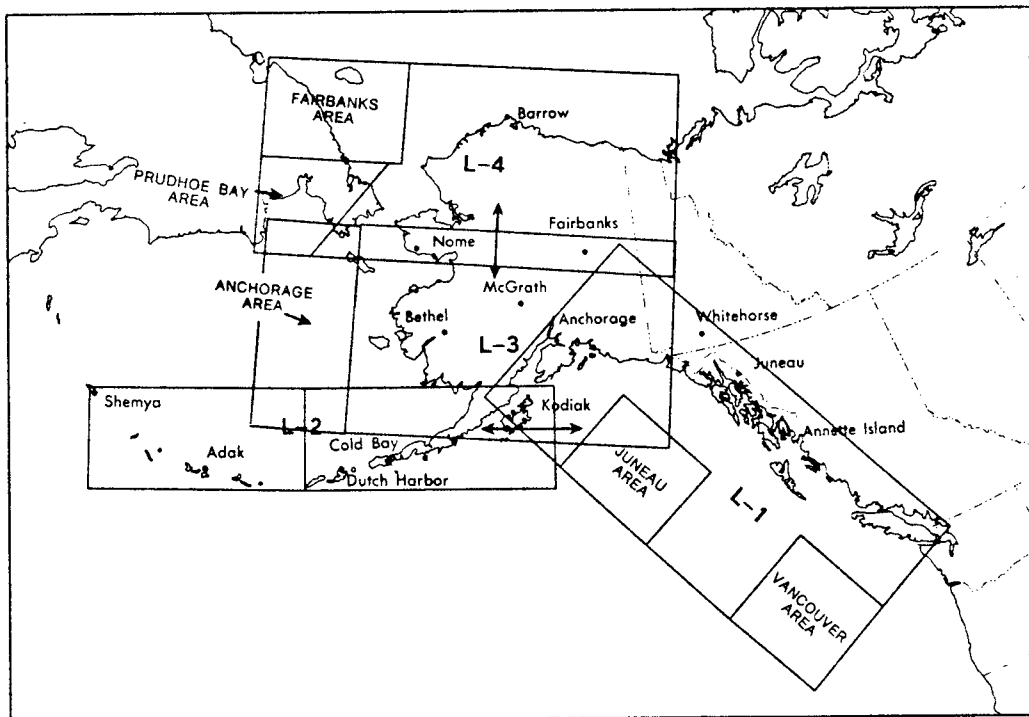 FAIRBANKS
AREA
Barrow
L-4
PRUDHOE BAY
AREA
Fairbanks
Nome
ANCHORAGE
AREA
McGrath
Bethel
Anchorage
Whitehorse
L-3
Juneau
Shemya
Kodiak
L-2
Cold Bay
Annette Island
Adak
Dutch Harbor
JUNEAU
AREA
L-1
VANCOUVER
AREA